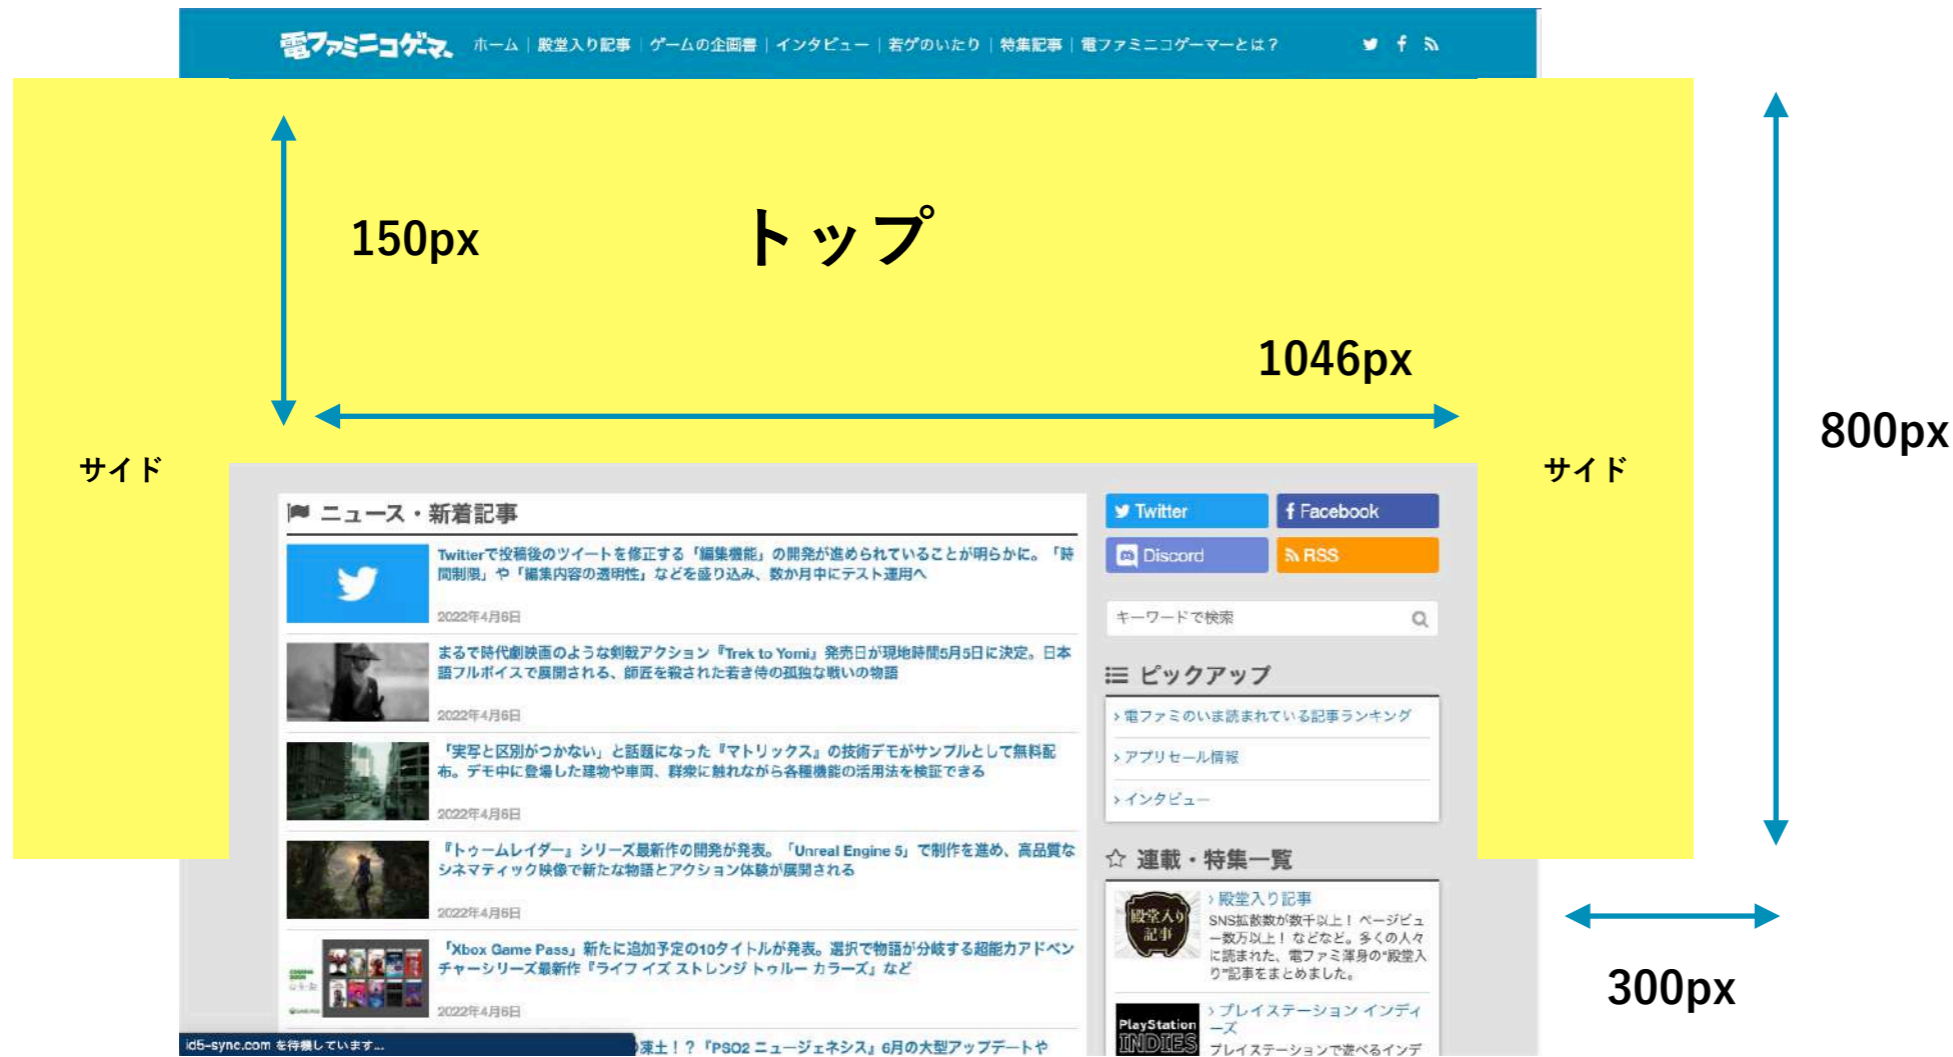 電ファミニコゲーマー
ホーム | 殿堂入り記事 | ゲームの企画書 | インタビュー | 若ゲのいたり | 特集記事 | 電ファミニコゲーマーとは？
150px
トップ
1046px
800px
サイド
サイド
ニュース・新着記事
Twitterで投稿後のツイートを修正する「編集機能」の開発が進められていることが明らかに。「時
間制限」や「編集内容の透明性」などを盛り込み、数か月中にテスト運用へ
2022年4月6日
まるで時代劇映画のような剣戟アクション『Trek to Yomi』発売日が現地時間5月5日に決定。日本
語フルボイスで展開される、師匠を殺された若き侍の孤独な戦いの物語
2022年4月6日
「実写と区別がつかない」と話題になった『マトリックス』の技術デモがサンプルとして無料配
布。デモ中に登場した建物や車両、群衆に触れながら各種機能の活用法を検証できる
2022年4月6日
『トゥームレイダー』シリーズ最新作の開発が発表。「Unreal Engine 5」で制作を進め、高品質な
シネマティック映像で新たな物語とアクション体験が展開される
2022年4月6日
「Xbox Game Pass」新たに追加予定の10タイトルが発表。選択で物語が分岐する超能力アドベン
チャーシリーズ最新作『ライフ イズ ストレンジ トゥルー カラーズ』など
2022年4月6日
凍土！？『PSO2 ニュージェネシス』6月の大型アップデートや
id5-sync.com を待機しています...
Twitter
Facebook
Discord
RSS
キーワードで検索
ピックアップ
› 電ファミのいま読まれている記事ランキング
› アプリセール情報
› インタビュー
連載・特集一覧
殿堂入り
記事
› 殿堂入り記事
SNS拡散数が数千以上！ ページビュ
ー数万以上！ などなど。多くの人々
に読まれた、電ファミ渾身の“殿堂入
り”記事をまとめました。
PlayStation
INDIES
› プレイステーション インディ
ーズ
プレイステーションで遊べるインデ
300px